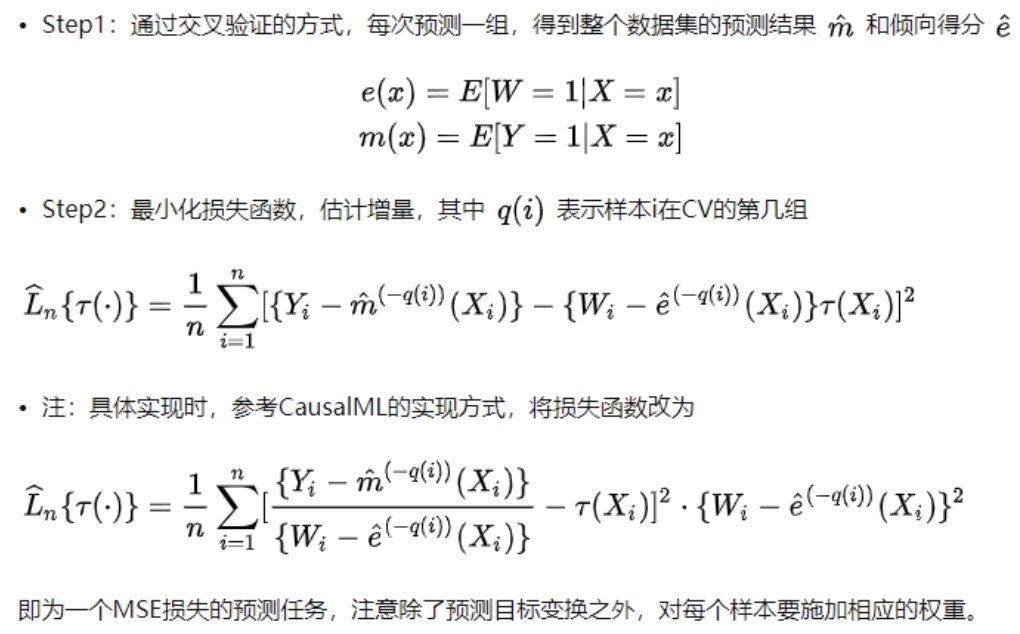 • Step1：通过交叉验证的方式，每次预测一组，得到整个数据集的预测结果 $\hat{m}$ 和倾向得分 $\hat{e}$
$e(x) = E[W = 1|X = x]$
$m(x) = E[Y = 1|X = x]$
• Step2：最小化损失函数，估计增量，其中 $q(i)$ 表示样本i在CV的第几组
$\widehat{L}_n\{\tau(\cdot)\} = \frac{1}{n}\sum_{i=1}^{n}[\{Y_i - \hat{m}^{(-q(i))}(X_i)\} - \{W_i - \hat{e}^{(-q(i))}(X_i)\}\tau(X_i)]^2$
• 注：具体实现时，参考CausalML的实现方式，将损失函数改为
$\widehat{L}_n\{\tau(\cdot)\} = \frac{1}{n}\sum_{i=1}^{n}[\frac{\{Y_i - \hat{m}^{(-q(i))}(X_i)\}}{\{W_i - \hat{e}^{(-q(i))}(X_i)\}} - \tau(X_i)]^2 \cdot \{W_i - \hat{e}^{(-q(i))}(X_i)\}^2$
即为一个MSE损失的预测任务，注意除了预测目标变换之外，对每个样本要施加相应的权重。